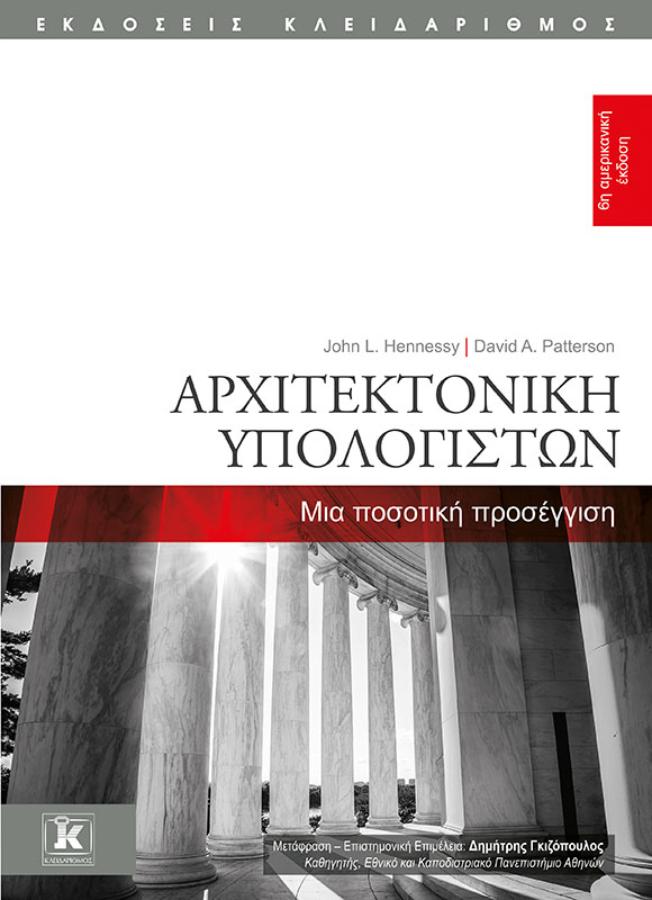 ΕΚΔΟΣΕΙΣ ΚΛΕΙΔΑΡΙΘΜΟΣ
6η αμερικανική
έκδοση
John L. Hennessy | David A. Patterson
ΑΡΧΙΤΕΚΤΟΝΙΚΗ
ΥΠΟΛΟΓΙΣΤΩΝ
Μια ποσοτική προσέγγιση
Κ
ΚΛΕΙΔΑΡΙΘΜΟΣ
Μετάφραση – Επιστημονική Επιμέλεια: Δημήτρης Γκιζόπουλος
Καθηγητής, Εθνικό και Καποδιστριακό Πανεπιστήμιο Αθηνών